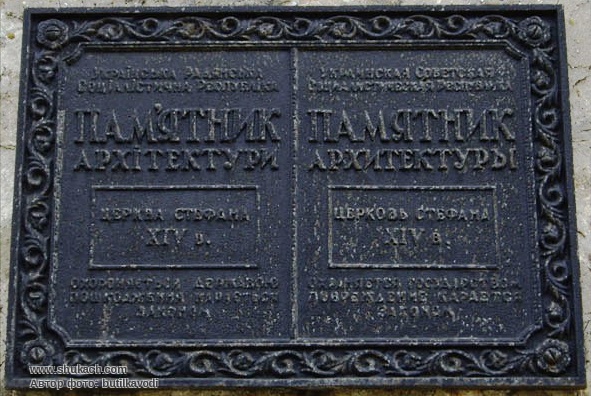 Українська Радянська
Соціалістична Республіка
ПАМ'ЯТНИК
АРХІТЕКТУРИ
ЦЕРКВА СТЕФАНА
XIV в.
ОХОРОНЯЄТЬСЯ ДЕРЖАВОЮ
ПОШКОДЖЕННЯ КАРАЄТЬСЯ
ЗАКОНОМ
Украинская Советская
Социалистическая Республика
ПАМЯТНИК
АРХИТЕКТУРЫ
ЦЕРКОВЬ СТЕФАНА
XIV в.
ОХРАНЯЕТСЯ ГОСУДАРСТВОМ
ПОВРЕЖДЕНИЕ КАРАЕТСЯ
ЗАКОНОМ
www.shukach.com
Автор фото: butilkavodi